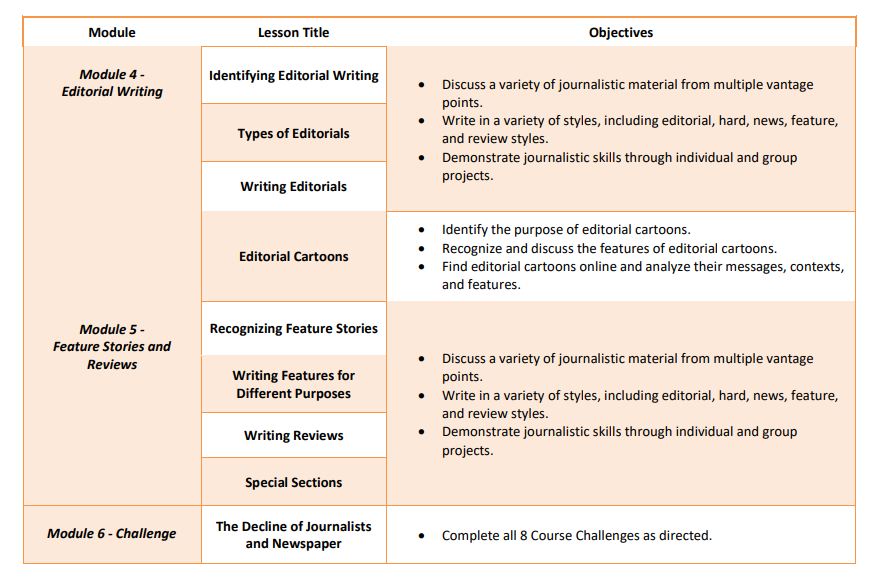 Module Lesson Title Objectives
Module 4 -
Editorial Writing
Identifying Editorial Writing
Types of Editorials
Writing Editorials
• Discuss a variety of journalistic material from multiple vantage
points.
• Write in a variety of styles, including editorial, hard, news, feature,
and review styles.
• Demonstrate journalistic skills through individual and group
projects.
Editorial Cartoons
• Identify the purpose of editorial cartoons.
• Recognize and discuss the features of editorial cartoons.
• Find editorial cartoons online and analyze their messages, contexts,
and features.
Module 5 -
Feature Stories and
Reviews
Recognizing Feature Stories
Writing Features for
Different Purposes
Writing Reviews
Special Sections
• Discuss a variety of journalistic material from multiple vantage
points.
• Write in a variety of styles, including editorial, hard, news, feature,
and review styles.
• Demonstrate journalistic skills through individual and group
projects.
Module 6 - Challenge
The Decline of Journalists
and Newspaper
• Complete all 8 Course Challenges as directed.